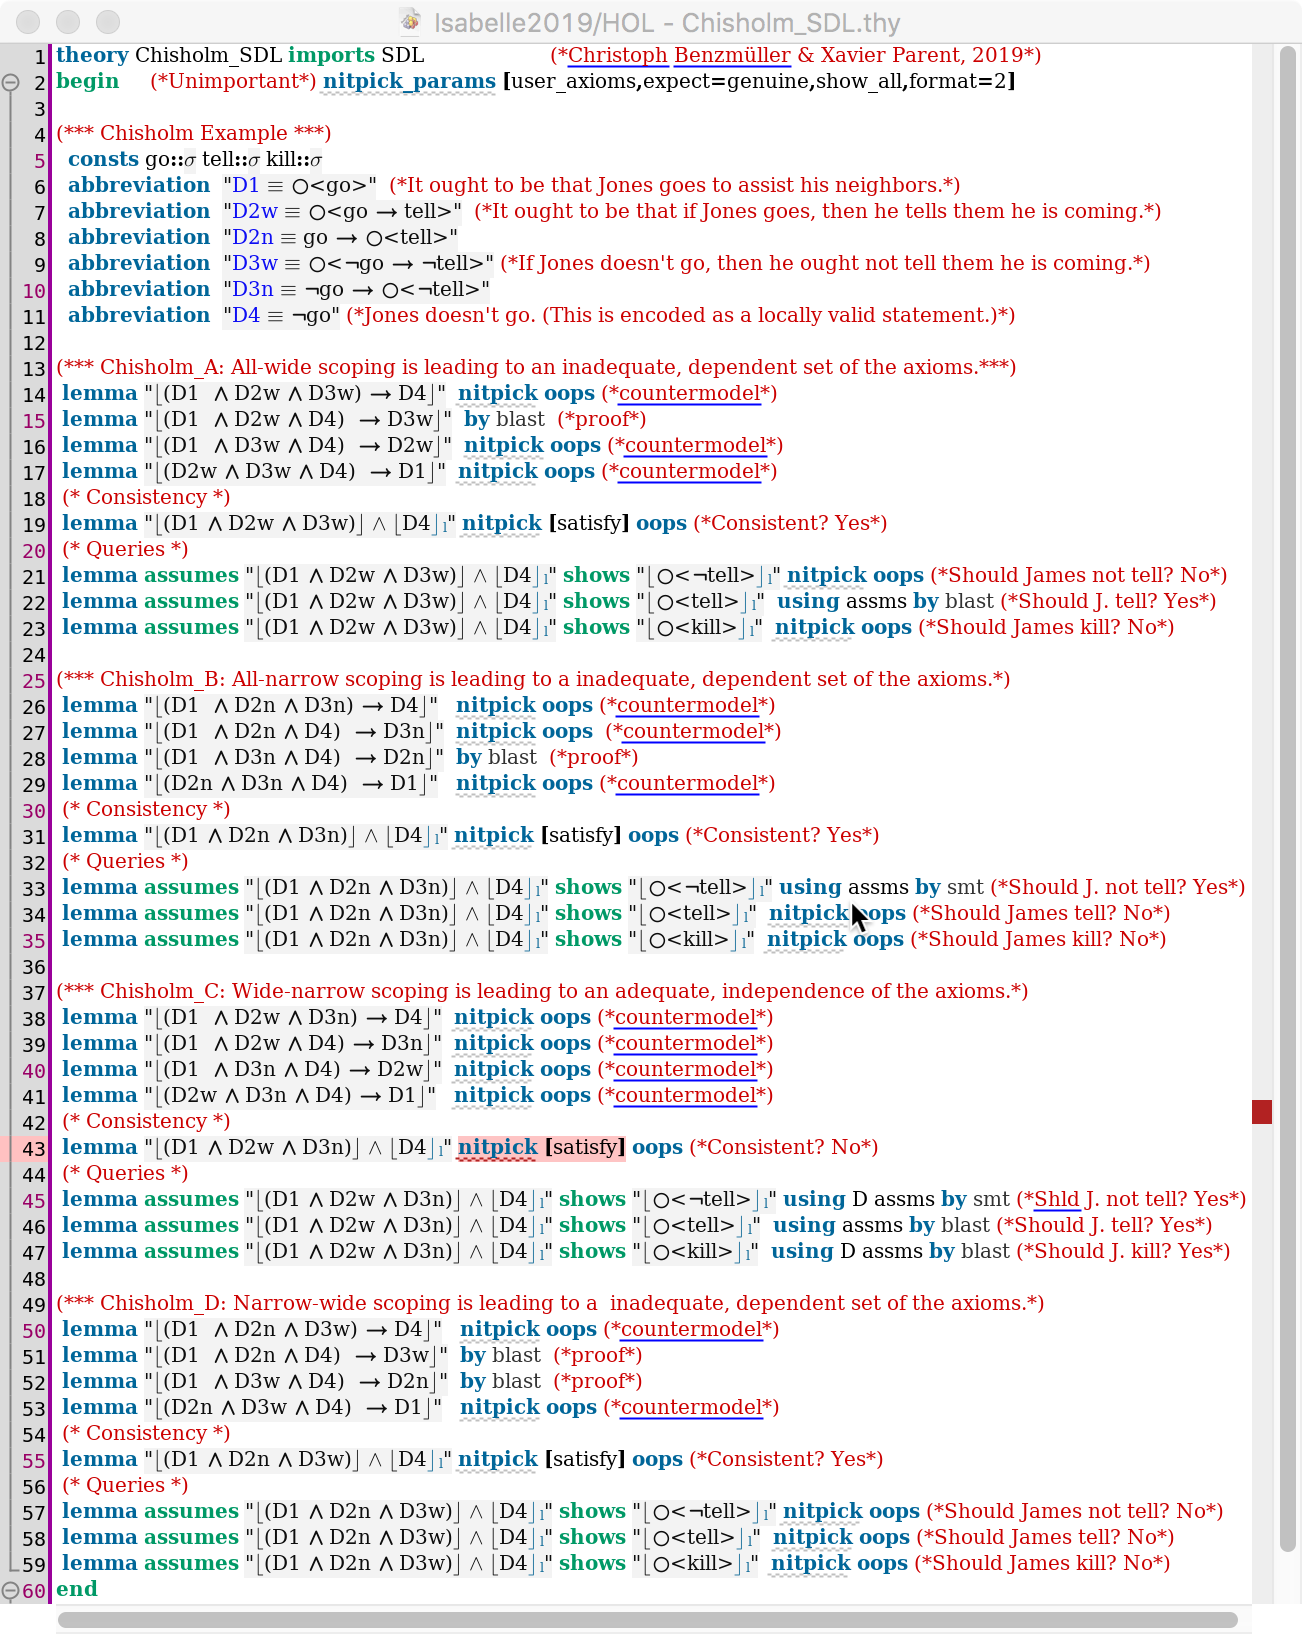 Isabelle2019/HOL - Chisholm_SDL.thy
1 theory Chisholm_SDL imports SDL (*Christoph Benzmüller & Xavier Parent, 2019*)
2 begin (*Unimportant*) nitpick_params [user_axioms,expect=genuine,show_all,format=2]
3
4 (*** Chisholm Example ***)
5 consts go::σ tell::σ kill::σ
6 abbreviation "D1 ≡ ○<go>" (*It ought to be that Jones goes to assist his neighbors.*)
7 abbreviation "D2w ≡ ○<go → tell>" (*It ought to be that if Jones goes, then he tells them he is coming.*)
8 abbreviation "D2n ≡ go → ○<tell>"
9 abbreviation "D3w ≡ ○<¬go → ¬tell>" (*If Jones doesn't go, then he ought not tell them he is coming.*)
10 abbreviation "D3n ≡ ¬go → ○<¬tell>"
11 abbreviation "D4 ≡ ¬go" (*Jones doesn't go. (This is encoded as a locally valid statement.)*)
12
13 (*** Chisholm_A: All-wide scoping is leading to an inadequate, dependent set of the axioms.***)
14 lemma "⌊(D1 ∧ D2w ∧ D3w) → D4⌋" nitpick oops (*countermodel*)
15 lemma "⌊(D1 ∧ D2w ∧ D4) → D3w⌋" by blast (*proof*)
16 lemma "⌊(D1 ∧ D3w ∧ D4) → D2w⌋" nitpick oops (*countermodel*)
17 lemma "⌊(D2w ∧ D3w ∧ D4) → D1⌋" nitpick oops (*countermodel*)
18 (* Consistency *)
19 lemma "⌊(D1 ∧ D2w ∧ D3w)⌋ ∧ ⌊D4⌋ₗ" nitpick [satisfy] oops (*Consistent? Yes*)
20 (* Queries *)
21 lemma assumes "⌊(D1 ∧ D2w ∧ D3w)⌋ ∧ ⌊D4⌋ₗ" shows "⌊○<¬tell>⌋ₗ" nitpick oops (*Should James not tell? No*)
22 lemma assumes "⌊(D1 ∧ D2w ∧ D3w)⌋ ∧ ⌊D4⌋ₗ" shows "⌊○<tell>⌋ₗ" using assms by blast (*Should J. tell? Yes*)
23 lemma assumes "⌊(D1 ∧ D2w ∧ D3w)⌋ ∧ ⌊D4⌋ₗ" shows "⌊○<kill>⌋ₗ" nitpick oops (*Should James kill? No*)
24
25 (*** Chisholm_B: All-narrow scoping is leading to a inadequate, dependent set of the axioms.*)
26 lemma "⌊(D1 ∧ D2n ∧ D3n) → D4⌋" nitpick oops (*countermodel*)
27 lemma "⌊(D1 ∧ D2n ∧ D4) → D3n⌋" nitpick oops (*countermodel*)
28 lemma "⌊(D1 ∧ D3n ∧ D4) → D2n⌋" by blast (*proof*)
29 lemma "⌊(D2n ∧ D3n ∧ D4) → D1⌋" nitpick oops (*countermodel*)
30 (* Consistency *)
31 lemma "⌊(D1 ∧ D2n ∧ D3n)⌋ ∧ ⌊D4⌋ₗ" nitpick [satisfy] oops (*Consistent? Yes*)
32 (* Queries *)
33 lemma assumes "⌊(D1 ∧ D2n ∧ D3n)⌋ ∧ ⌊D4⌋ₗ" shows "⌊○<¬tell>⌋ₗ" using assms by smt (*Should J. not tell? Yes*)
34 lemma assumes "⌊(D1 ∧ D2n ∧ D3n)⌋ ∧ ⌊D4⌋ₗ" shows "⌊○<tell>⌋ₗ" nitpick oops (*Should James tell? No*)
35 lemma assumes "⌊(D1 ∧ D2n ∧ D3n)⌋ ∧ ⌊D4⌋ₗ" shows "⌊○<kill>⌋ₗ" nitpick oops (*Should James kill? No*)
36
37 (*** Chisholm_C: Wide-narrow scoping is leading to an adequate, independence of the axioms.*)
38 lemma "⌊(D1 ∧ D2w ∧ D3n) → D4⌋" nitpick oops (*countermodel*)
39 lemma "⌊(D1 ∧ D2w ∧ D4) → D3n⌋" nitpick oops (*countermodel*)
40 lemma "⌊(D1 ∧ D3n ∧ D4) → D2w⌋" nitpick oops (*countermodel*)
41 lemma "⌊(D2w ∧ D3n ∧ D4) → D1⌋" nitpick oops (*countermodel*)
42 (* Consistency *)
43 lemma "⌊(D1 ∧ D2w ∧ D3n)⌋ ∧ ⌊D4⌋ₗ" nitpick [satisfy] oops (*Consistent? No*)
44 (* Queries *)
45 lemma assumes "⌊(D1 ∧ D2w ∧ D3n)⌋ ∧ ⌊D4⌋ₗ" shows "⌊○<¬tell>⌋ₗ" using D assms by smt (*Shld J. not tell? Yes*)
46 lemma assumes "⌊(D1 ∧ D2w ∧ D3n)⌋ ∧ ⌊D4⌋ₗ" shows "⌊○<tell>⌋ₗ" using assms by blast (*Should J. tell? Yes*)
47 lemma assumes "⌊(D1 ∧ D2w ∧ D3n)⌋ ∧ ⌊D4⌋ₗ" shows "⌊○<kill>⌋ₗ" using D assms by blast (*Should J. kill? Yes*)
48
49 (*** Chisholm_D: Narrow-wide scoping is leading to a inadequate, dependent set of the axioms.*)
50 lemma "⌊(D1 ∧ D2n ∧ D3w) → D4⌋" nitpick oops (*countermodel*)
51 lemma "⌊(D1 ∧ D2n ∧ D4) → D3w⌋" by blast (*proof*)
52 lemma "⌊(D1 ∧ D3w ∧ D4) → D2n⌋" by blast (*proof*)
53 lemma "⌊(D2n ∧ D3w ∧ D4) → D1⌋" nitpick oops (*countermodel*)
54 (* Consistency *)
55 lemma "⌊(D1 ∧ D2n ∧ D3w)⌋ ∧ ⌊D4⌋ₗ" nitpick [satisfy] oops (*Consistent? Yes*)
56 (* Queries *)
57 lemma assumes "⌊(D1 ∧ D2n ∧ D3w)⌋ ∧ ⌊D4⌋ₗ" shows "⌊○<¬tell>⌋ₗ" nitpick oops (*Should James not tell? No*)
58 lemma assumes "⌊(D1 ∧ D2n ∧ D3w)⌋ ∧ ⌊D4⌋ₗ" shows "⌊○<tell>⌋ₗ" nitpick oops (*Should James tell? No*)
59 lemma assumes "⌊(D1 ∧ D2n ∧ D3w)⌋ ∧ ⌊D4⌋ₗ" shows "⌊○<kill>⌋ₗ" nitpick oops (*Should James kill? No*)
60 end